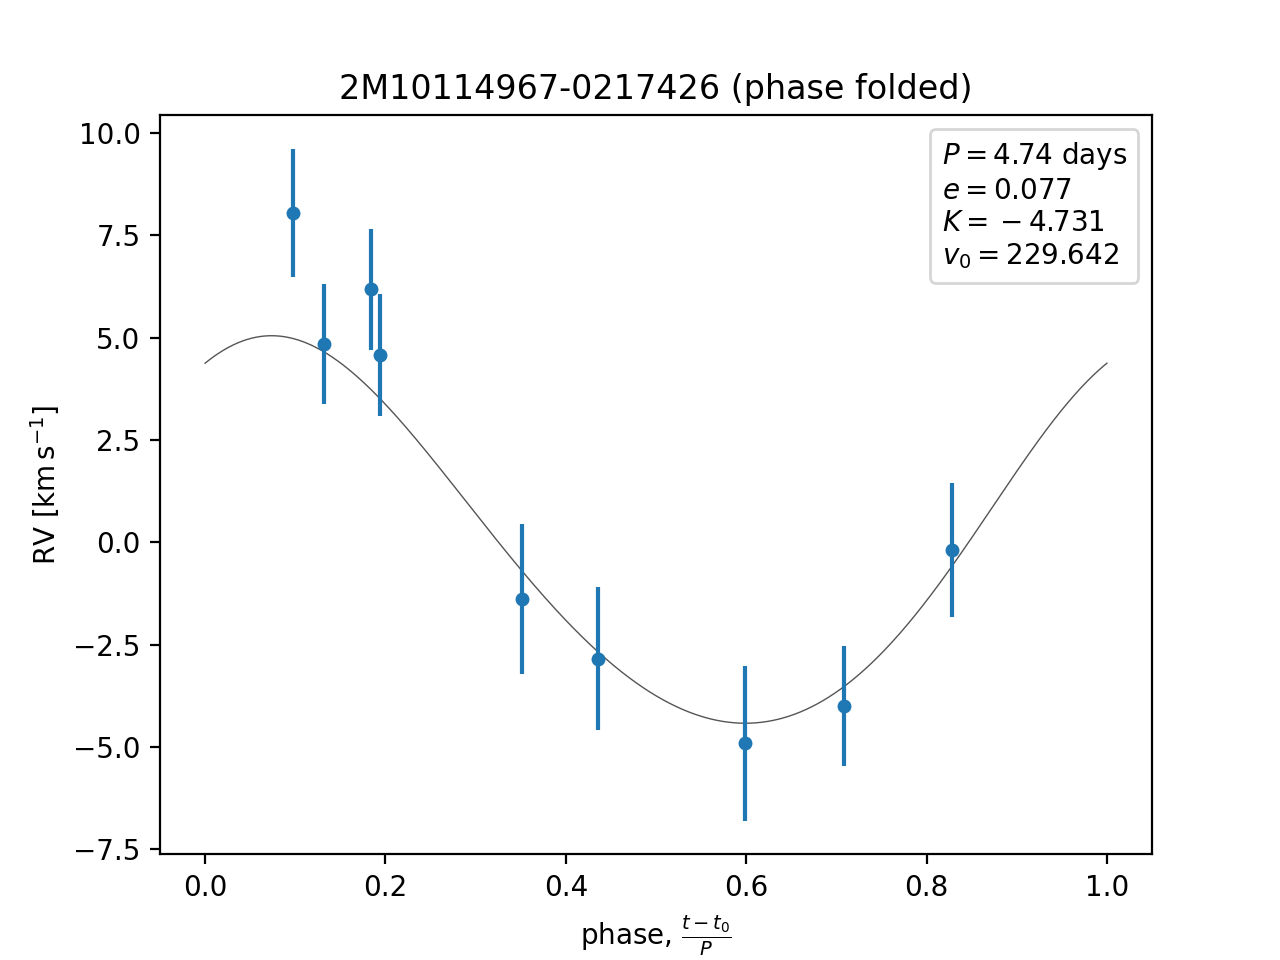 2M10114967-0217426 (phase folded)
P = 4.74 days
e = 0.077
K = −4.731
v₀ = 229.642
RV [km s⁻¹]
10.0
7.5
5.0
2.5
0.0
−2.5
−5.0
−7.5
0.0 0.2 0.4 0.6 0.8 1.0
phase, (t − t₀)/P